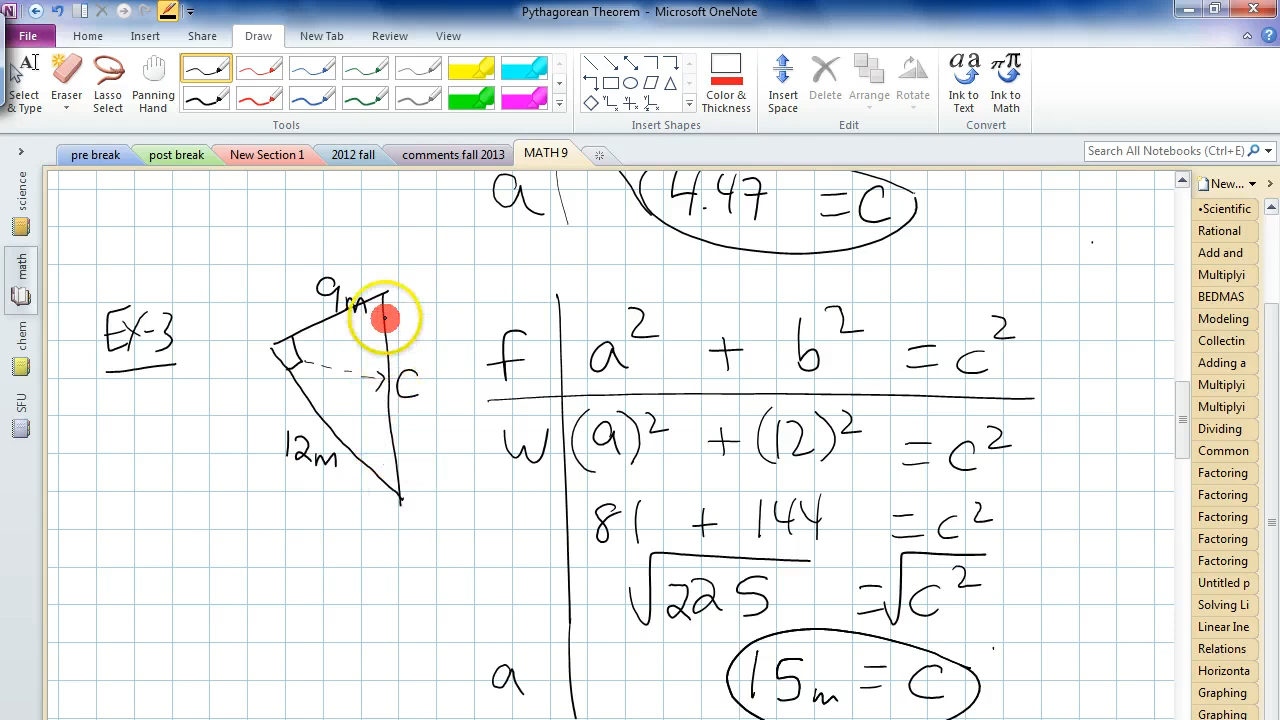 Pythagorean Theorem - Microsoft OneNote
File Home Insert Share Draw New Tab Review View
Select & Type
Eraser
Lasso Select
Panning Hand
Color & Thickness
Insert Space
Delete
Arrange
Rotate
Ink to Text
Ink to Math
Tools Insert Shapes Edit Convert
pre break post break New Section 1 2012 fall comments fall 2013 MATH 9
Search All Notebooks (Ctrl+E)
science
math
chem
SFU
New...
•Scientific
Rational
Add and
Multiplyi
BEDMAS
Modeling
Collectin
Adding a
Multiplyi
Multiplyi
Dividing
Common
Factoring
Factoring
Factoring
Factoring
Factoring
Untitled p
Solving Li
Linear Ine
Relations
Horizonta
Graphing
Graphing
a 4.47 = c
Ex-3
9m
c
12m
f a² + b² = c²
w (9)² + (12)² = c²
81 + 144 = c²
√225 = √c²
a 15m = c